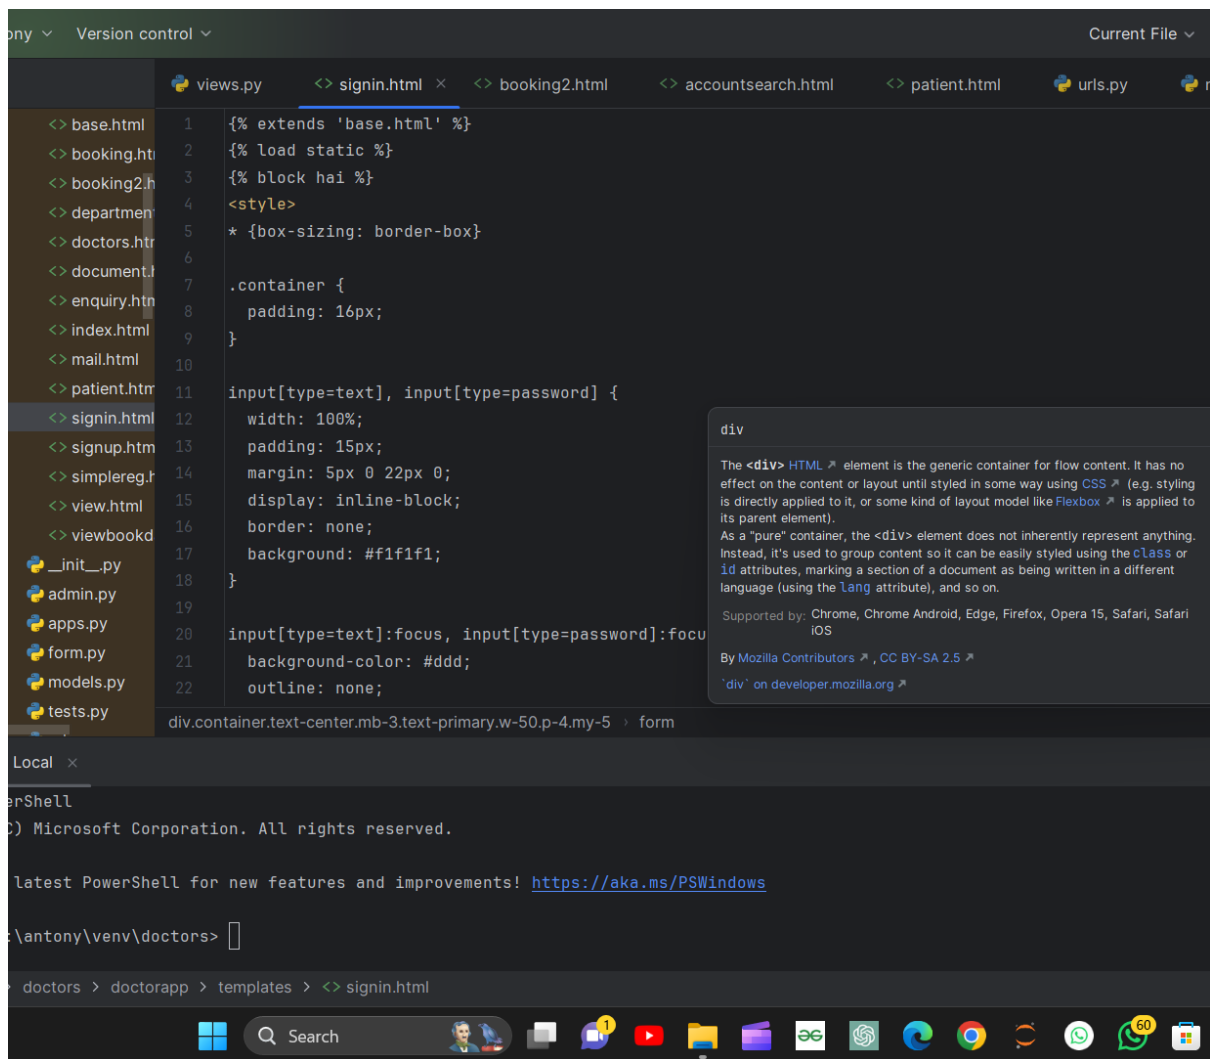 ony Version control Current File
views.py signin.html booking2.html accountsearch.html patient.html urls.py
base.html
booking.ht
booking2.h
department
doctors.ht
document.h
enquiry.htm
index.html
mail.html
patient.htm
signin.html
signup.htm
simplereg.h
view.html
viewbookd
__init__.py
admin.py
apps.py
form.py
models.py
tests.py
1 {% extends 'base.html' %}
2 {% load static %}
3 {% block hai %}
4 <style>
5 * {box-sizing: border-box}
6
7 .container {
8 padding: 16px;
9 }
10
11 input[type=text], input[type=password] {
12 width: 100%;
13 padding: 15px;
14 margin: 5px 0 22px 0;
15 display: inline-block;
16 border: none;
17 background: #f1f1f1;
18 }
19
20 input[type=text]:focus, input[type=password]:focu
21 background-color: #ddd;
22 outline: none;
div
The <div> HTML element is the generic container for flow content. It has no
effect on the content or layout until styled in some way using CSS (e.g. styling
is directly applied to it, or some kind of layout model like Flexbox is applied to
its parent element).
As a "pure" container, the <div> element does not inherently represent anything.
Instead, it's used to group content so it can be easily styled using the class or
id attributes, marking a section of a document as being written in a different
language (using the lang attribute), and so on.
Supported by: Chrome, Chrome Android, Edge, Firefox, Opera 15, Safari, Safari
iOS
By Mozilla Contributors , CC BY-SA 2.5
`div` on developer.mozilla.org
div.container.text-center.mb-3.text-primary.w-50.p-4.my-5 › form
Local
erShell
C) Microsoft Corporation. All rights reserved.
latest PowerShell for new features and improvements! https://aka.ms/PSWindows
:\antony\venv\doctors>
doctors > doctorapp > templates > signin.html
Search 1 60